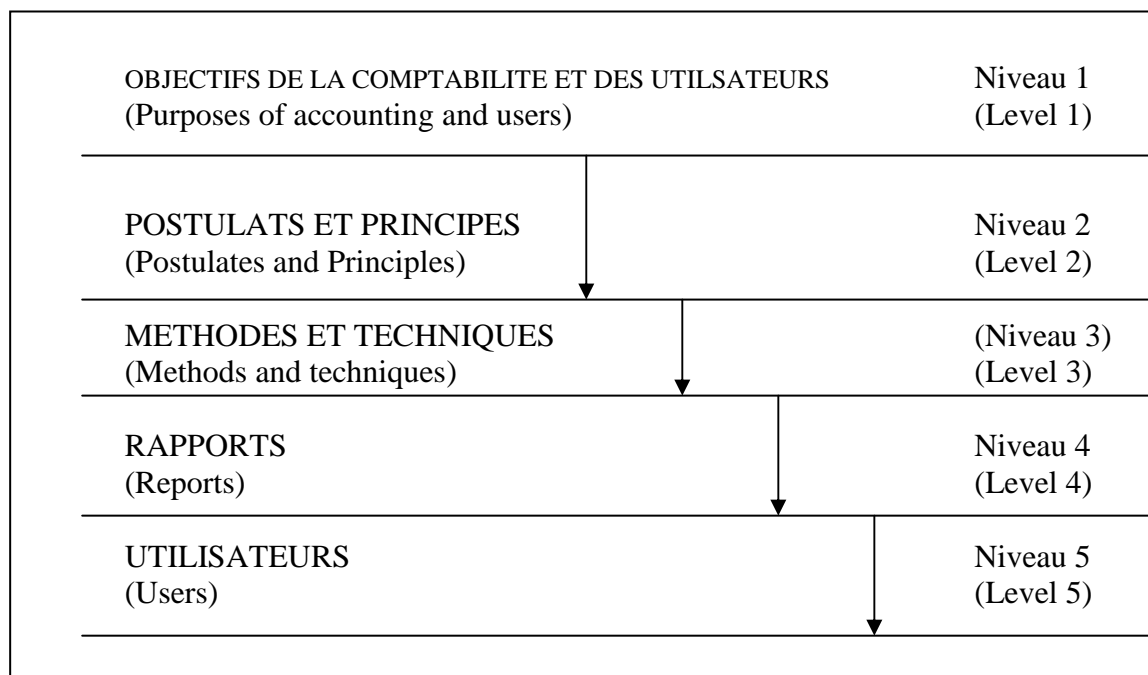 OBJECTIFS DE LA COMPTABILITE ET DES UTILSATEURS Niveau 1
(Purposes of accounting and users) (Level 1)
POSTULATS ET PRINCIPES Niveau 2
(Postulates and Principles) (Level 2)
METHODES ET TECHNIQUES (Niveau 3)
(Methods and techniques) (Level 3)
RAPPORTS Niveau 4
(Reports) (Level 4)
UTILISATEURS Niveau 5
(Users) (Level 5)